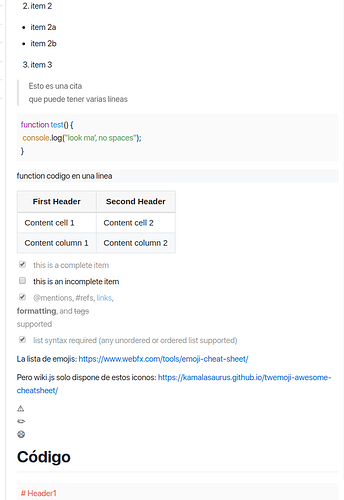 2. item 2
• item 2a
• item 2b
3. item 3
Esto es una cita
que puede tener varias lineas
function test() {
console.log("look ma', no spaces");
}
function codigo en una linea
First Header Second Header
Content cell 1 Content cell 2
Content column 1 Content column 2
this is a complete item
this is an incomplete item
@mentions, #refs, links,
formatting, and tags
supported
list syntax required (any unordered or ordered list supported)
La lista de emojis: https://www.webfx.com/tools/emoji-cheat-sheet/
Pero wiki.js solo dispone de estos iconos: https://kamalasaurus.github.io/twemoji-awesome-
cheatsheet/
Código
# Header1